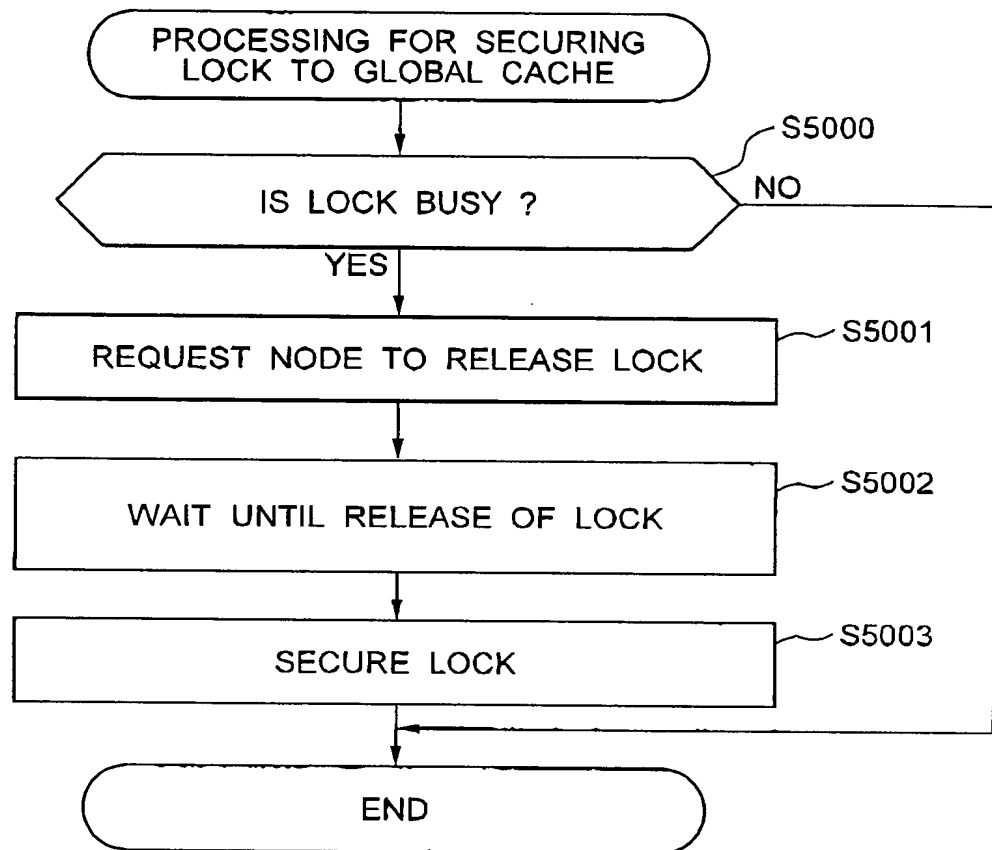 PROCESSING FOR SECURING
LOCK TO GLOBAL CACHE
S5000
IS LOCK BUSY ?
NO
YES
S5001
REQUEST NODE TO RELEASE LOCK
S5002
WAIT UNTIL RELEASE OF LOCK
S5003
SECURE LOCK
END